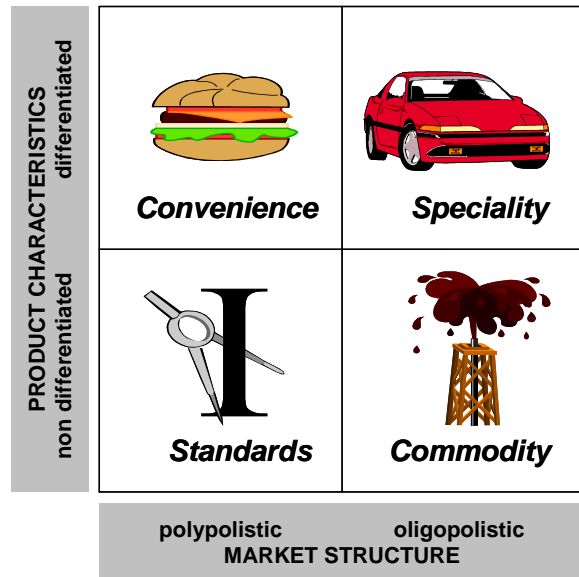 PRODUCT CHARACTERISTICS
differentiated
non differentiated
Convenience
Speciality
Standards
Commodity
polypolistic
oligopolistic
MARKET STRUCTURE